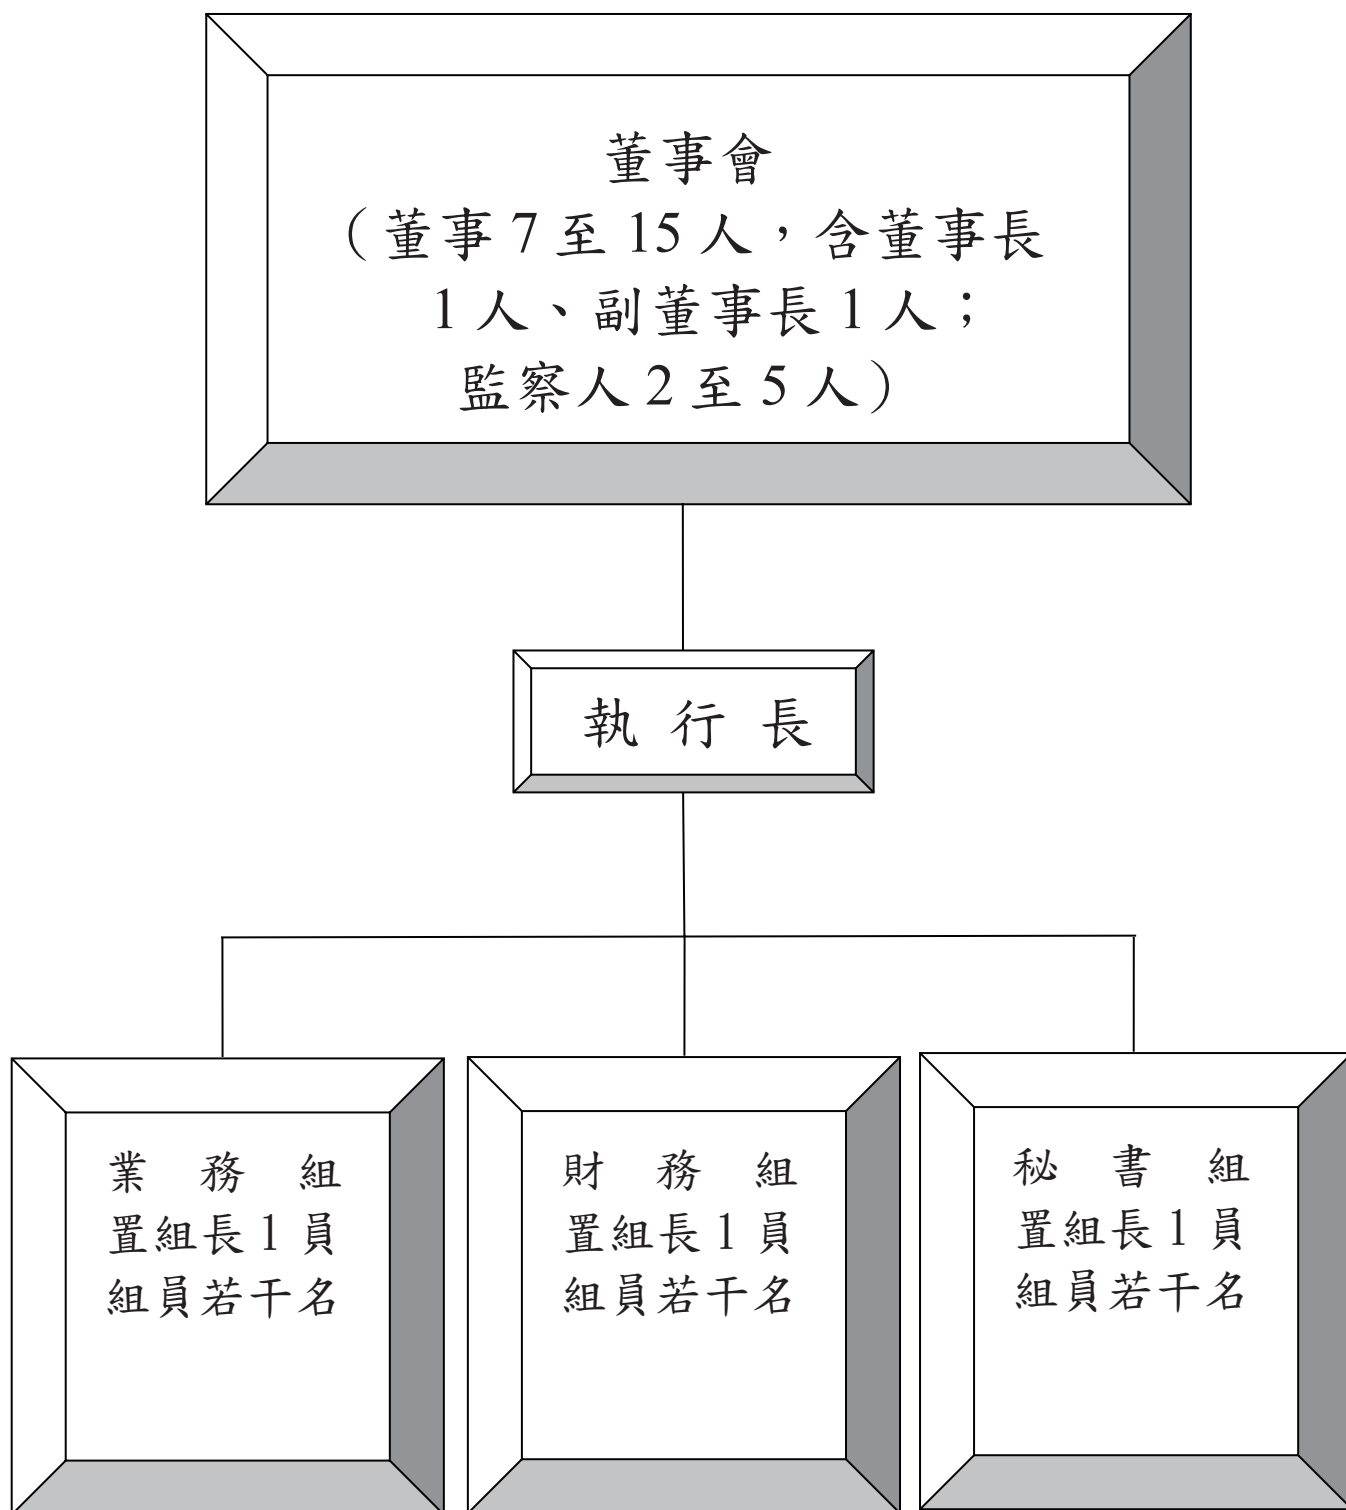 董事會
（董事 7 至 15 人，含董事長
1 人、副董事長 1 人；
監察人 2 至 5 人）
執 行 長
業 務 組
置組長 1 員
組員若干名
財 務 組
置組長 1 員
組員若干名
秘 書 組
置組長 1 員
組員若干名